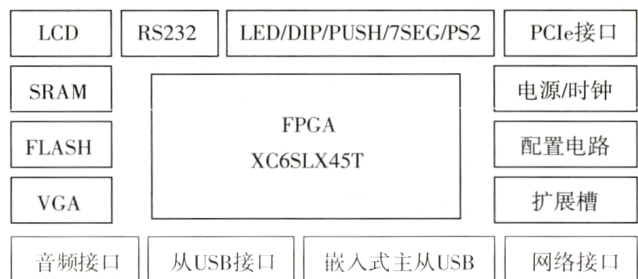 LCD
RS232
LED/DIP/PUSH/7SEG/PS2
PCIe接口
SRAM
电源/时钟
FPGA
XC6SLX45T
FLASH
配置电路
VGA
扩展槽
音频接口
从USB接口
嵌入式主从USB
网络接口